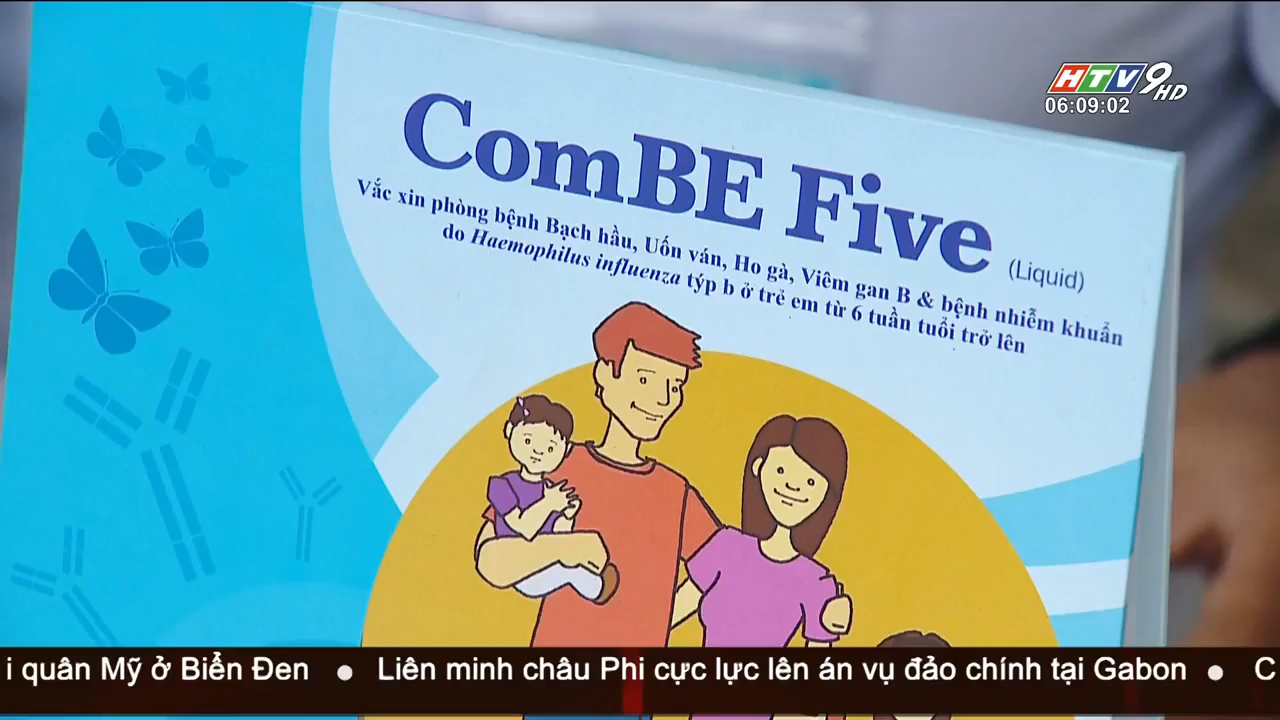 HTV9 HD
06:09:02
ComBE Five (Liquid)
Vắc xin phòng bệnh Bạch hầu, Uốn ván, Ho gà, Viêm gan B & bệnh nhiễm khuẩn
do Haemophilus influenza týp b ở trẻ em từ 6 tuần tuổi trở lên
i quân Mỹ ở Biển Đen ● Liên minh châu Phi cực lực lên án vụ đảo chính tại Gabon ● C